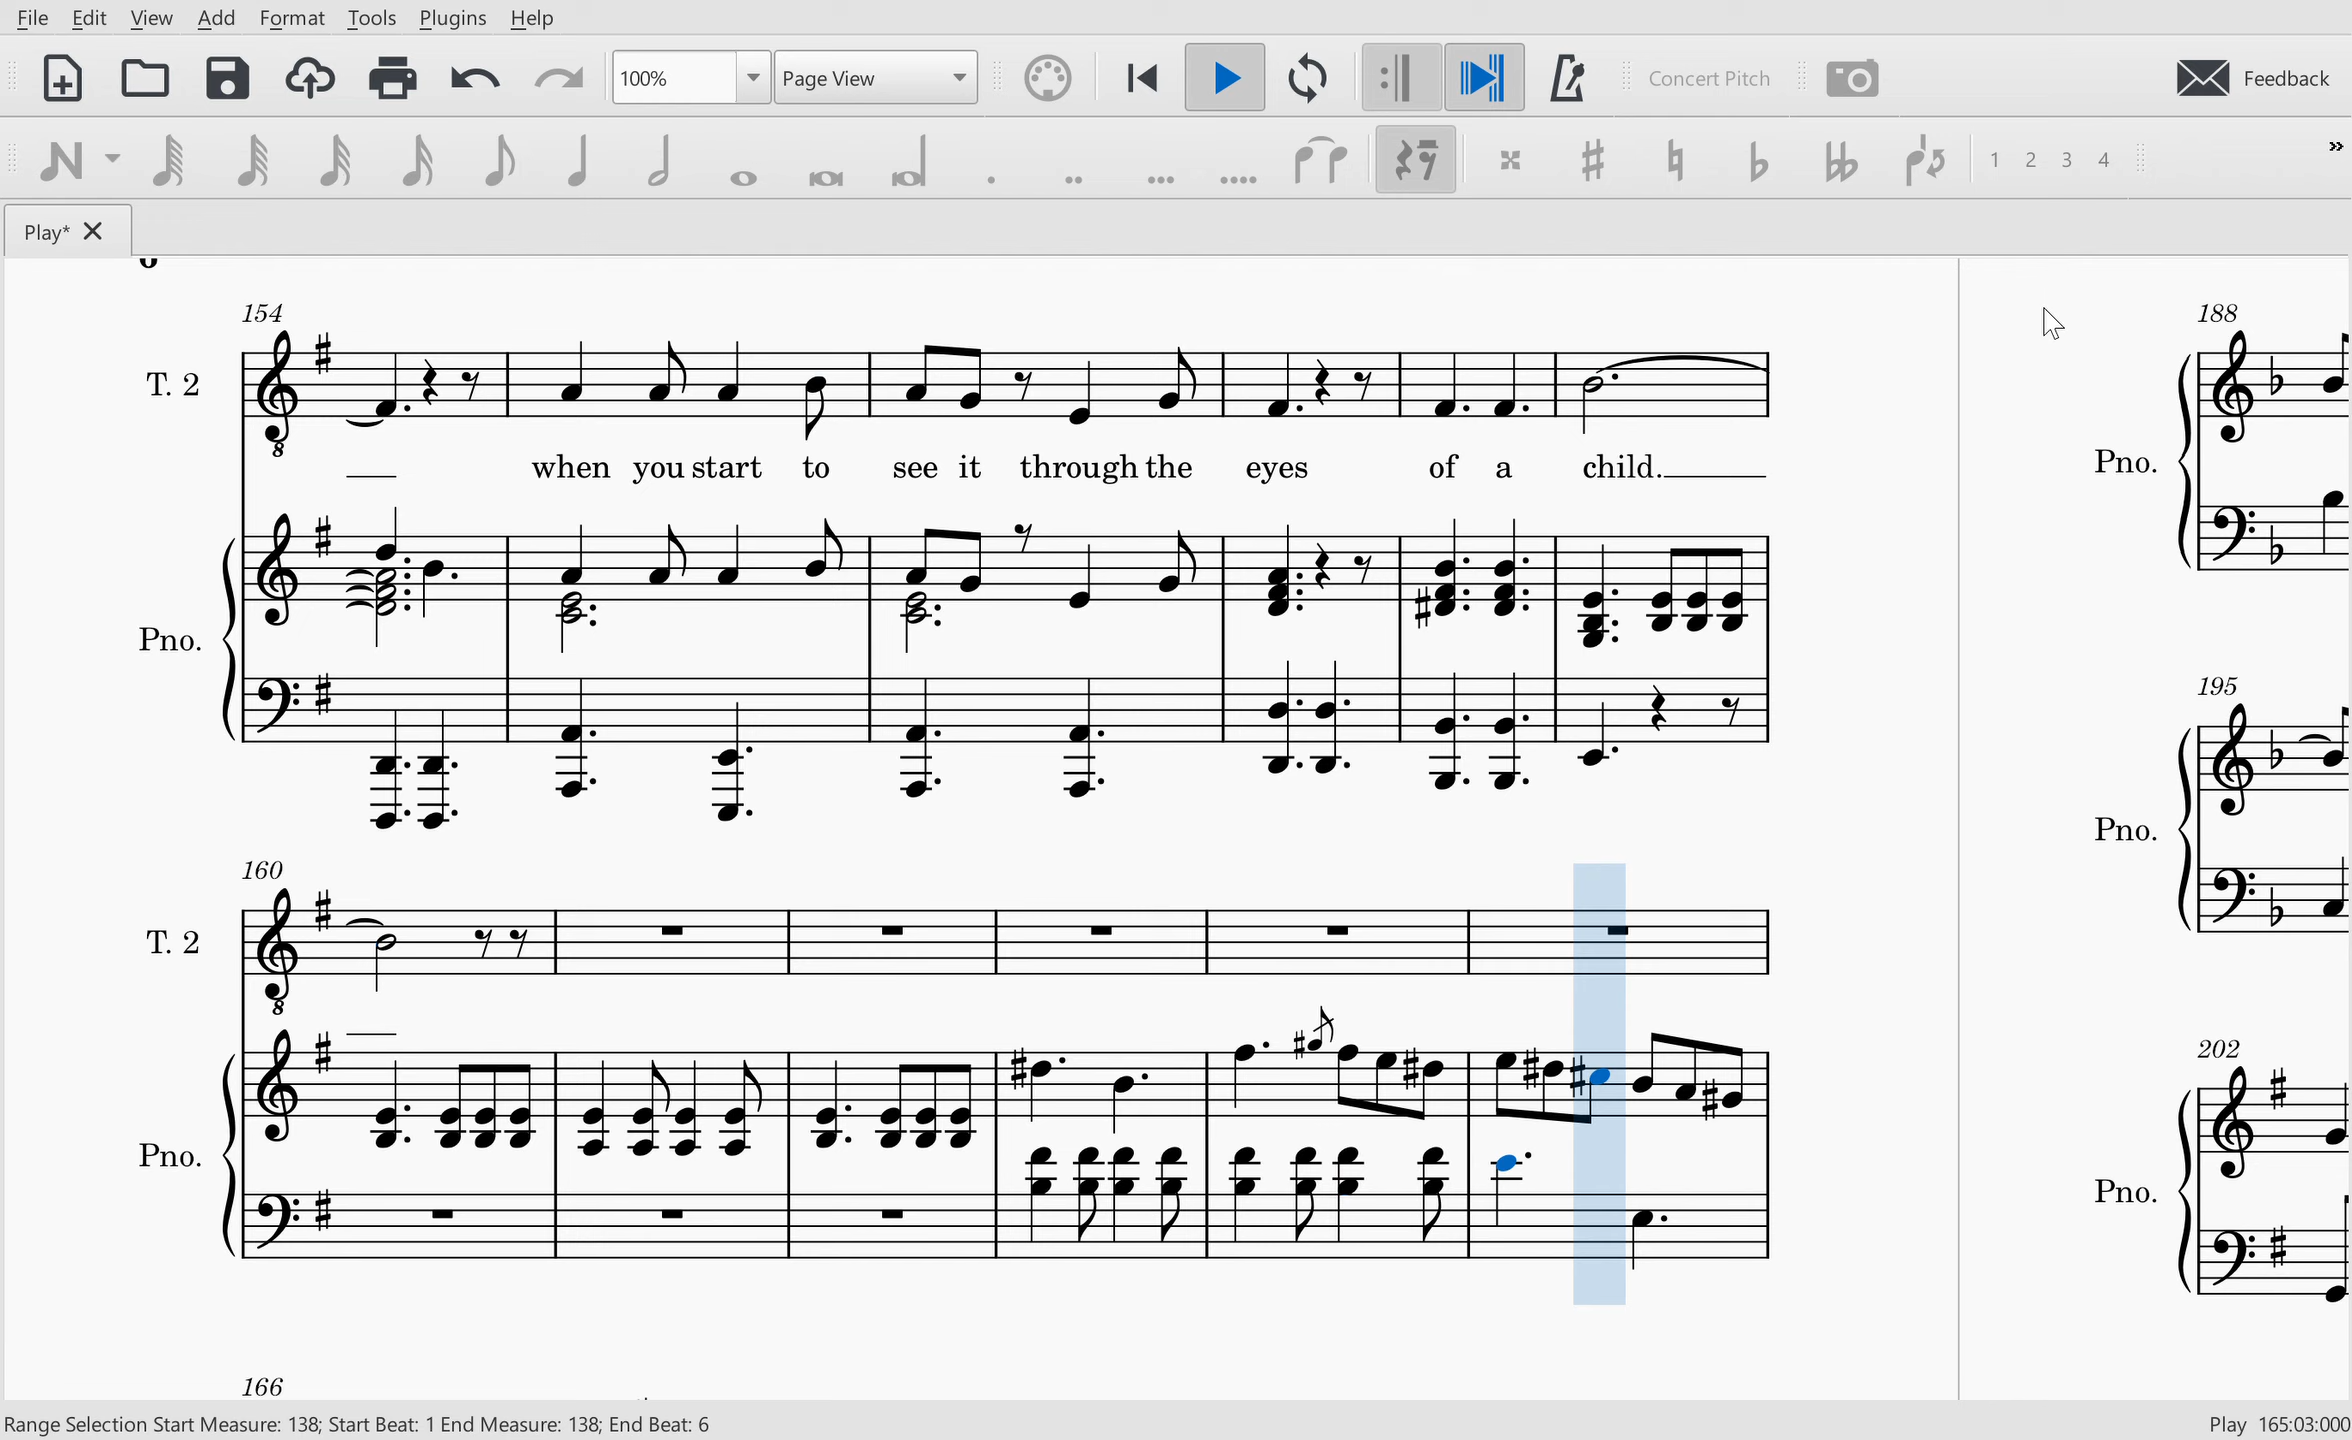 File Edit View Add Format Tools Plugins Help
100% Page View Concert Pitch Feedback
1 2 3 4 »
Play*
154 188
T. 2
8
when you start to see it through the eyes of a child.
Pno. Pno.
195
Pno.
160
T. 2
8
202
Pno. Pno.
166
Range Selection Start Measure: 138; Start Beat: 1 End Measure: 138; End Beat: 6 Play 165:03:000